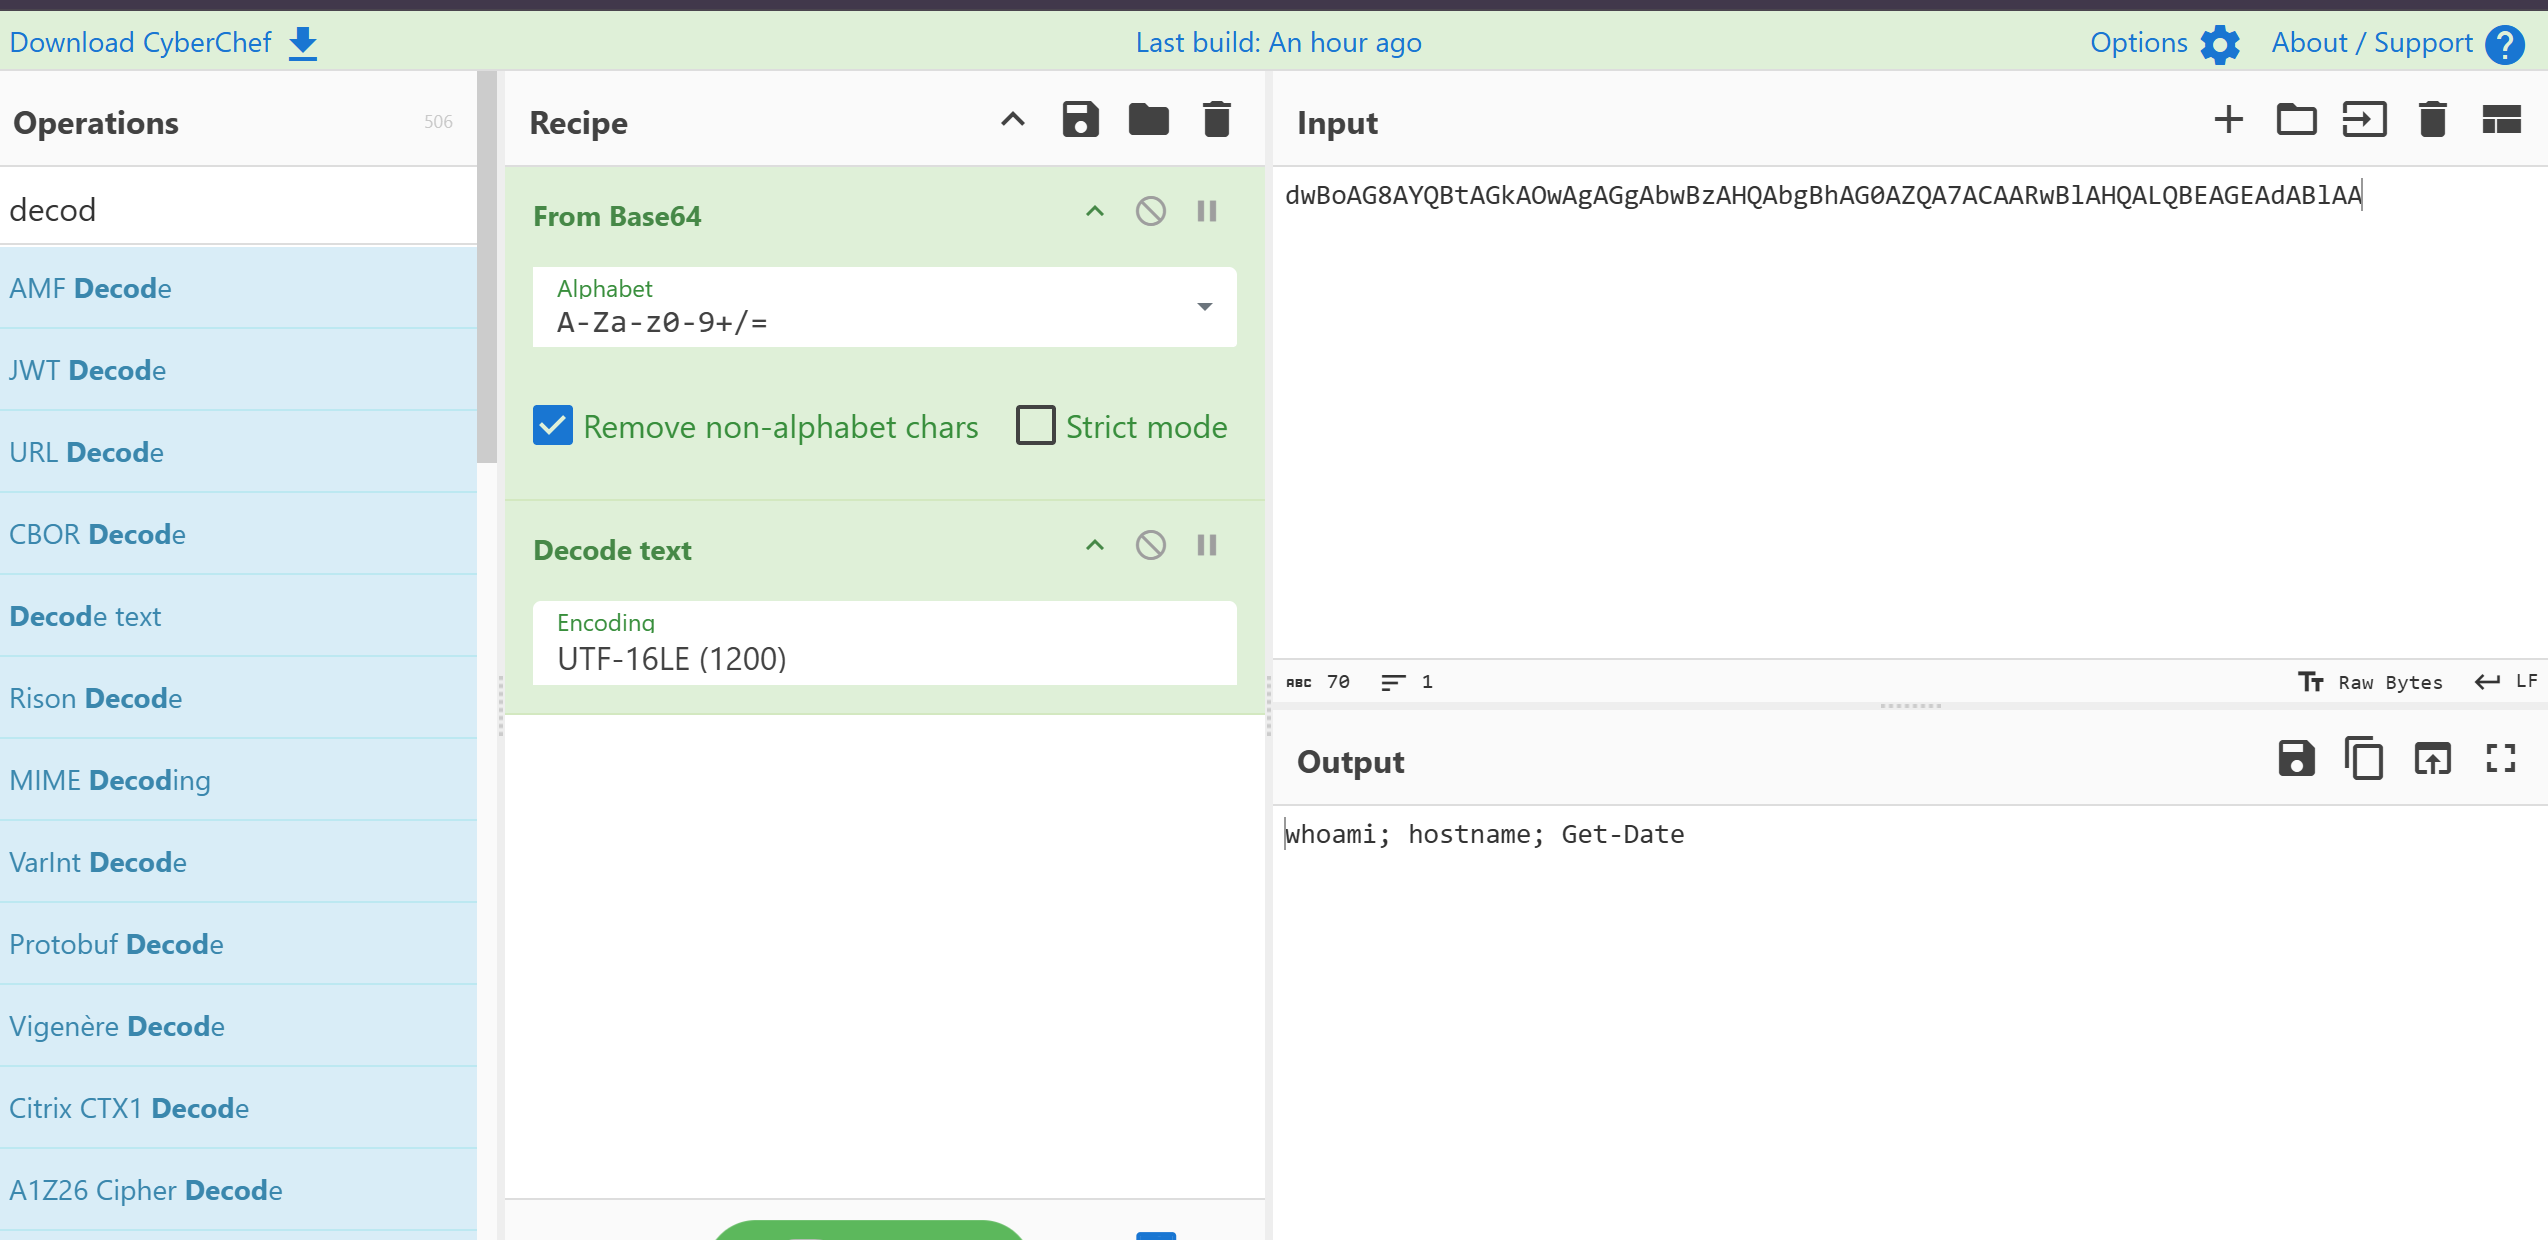 Download CyberChef
Last build: An hour ago
Options
About / Support
Operations
506
decod
AMF Decode
JWT Decode
URL Decode
CBOR Decode
Decode text
Rison Decode
MIME Decoding
VarInt Decode
Protobuf Decode
Vigenère Decode
Citrix CTX1 Decode
A1Z26 Cipher Decode
Recipe
From Base64
Alphabet
A-Za-z0-9+/=
Remove non-alphabet chars
Strict mode
Decode text
Encoding
UTF-16LE (1200)
Input
dwBoAG8AYQBtAGkAOwAgAGgAbwBzAHQAbgBhAG0AZQA7ACAARwBlAHQALQBEAGEAdABlAA
ABC 70
1
Tt Raw Bytes
LF
Output
whoami; hostname; Get-Date